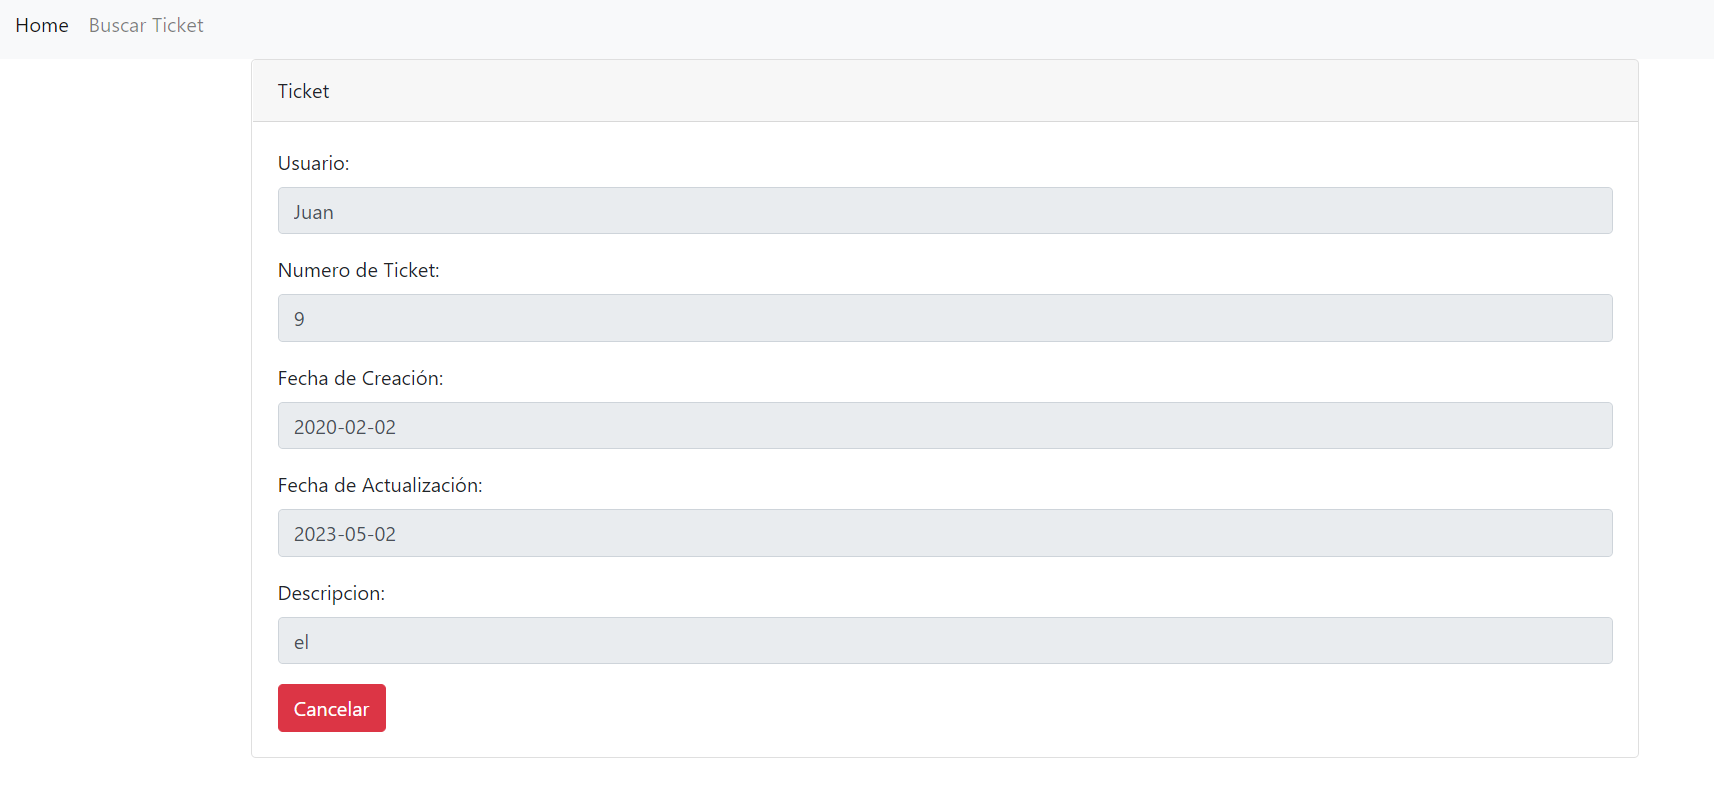 Home Buscar Ticket
Ticket
Usuario:
Juan
Numero de Ticket:
9
Fecha de Creación:
2020-02-02
Fecha de Actualización:
2023-05-02
Descripcion:
el
Cancelar